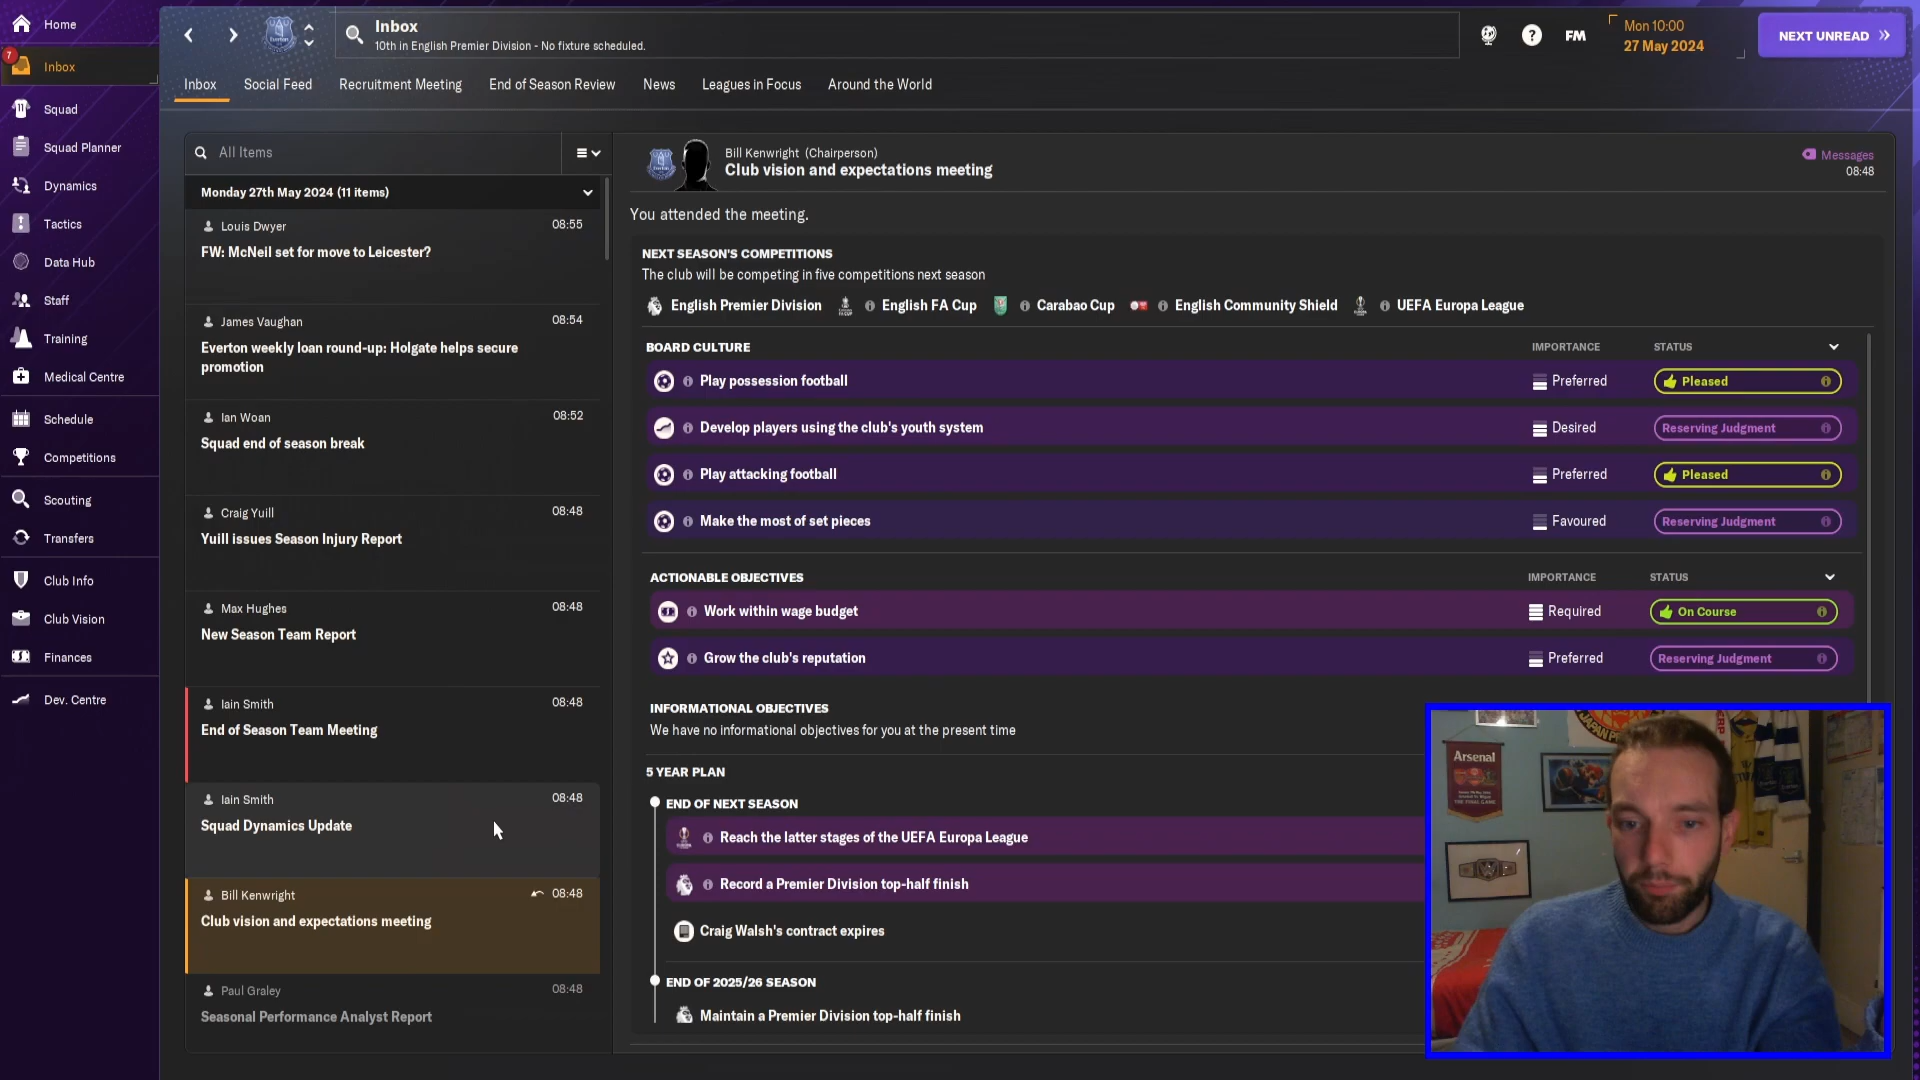 Home
7
Inbox
Squad
Squad Planner
Dynamics
Tactics
Data Hub
Staff
Training
Medical Centre
Schedule
Competitions
Scouting
Transfers
Club Info
Club Vision
Finances
Dev. Centre
Inbox
10th in English Premier Division - No fixture scheduled.
FM
Mon 10:00
27 May 2024
NEXT UNREAD
Inbox
Social Feed
Recruitment Meeting
End of Season Review
News
Leagues in Focus
Around the World
All Items
Monday 27th May 2024 (11 items)
Louis Dwyer 08:55
FW: McNeil set for move to Leicester?
James Vaughan 08:54
Everton weekly loan round-up: Holgate helps secure
promotion
Ian Woan 08:52
Squad end of season break
Craig Yuill 08:48
Yuill issues Season Injury Report
Max Hughes 08:48
New Season Team Report
Iain Smith 08:48
End of Season Team Meeting
Iain Smith 08:48
Squad Dynamics Update
Bill Kenwright 08:48
Club vision and expectations meeting
Paul Graley 08:48
Seasonal Performance Analyst Report
Bill Kenwright (Chairperson)
Club vision and expectations meeting
Messages
08:48
You attended the meeting.
NEXT SEASON'S COMPETITIONS
The club will be competing in five competitions next season
English Premier Division English FA Cup Carabao Cup English Community Shield UEFA Europa League
BOARD CULTURE IMPORTANCE STATUS
Play possession football Preferred Pleased
Develop players using the club's youth system Desired Reserving Judgment
Play attacking football Preferred Pleased
Make the most of set pieces Favoured Reserving Judgment
ACTIONABLE OBJECTIVES IMPORTANCE STATUS
Work within wage budget Required On Course
Grow the club's reputation Preferred Reserving Judgment
INFORMATIONAL OBJECTIVES
We have no informational objectives for you at the present time
5 YEAR PLAN
END OF NEXT SEASON
Reach the latter stages of the UEFA Europa League
Record a Premier Division top-half finish
Craig Walsh's contract expires
END OF 2025/26 SEASON
Maintain a Premier Division top-half finish
Arsenal
THE FINAL GAME